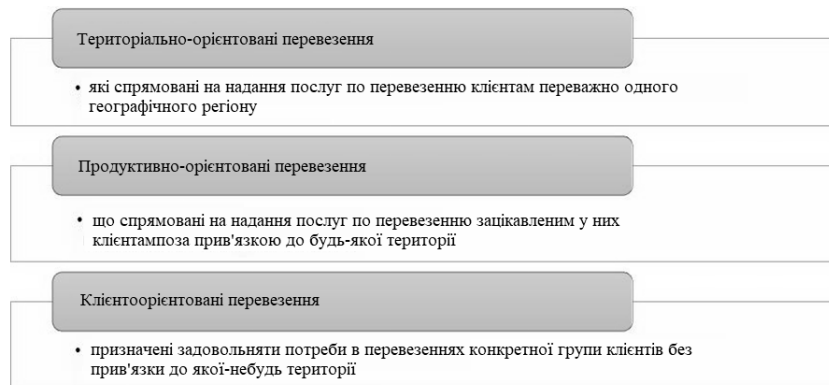 Територіально-орієнтовані перевезення
• які спрямовані на надання послуг по перевезенню клієнтам переважно одного
географічного регіону
Продуктивно-орієнтовані перевезення
• що спрямовані на надання послуг по перевезенню зацікавленим у них
клієнтампоза прив'язкою до будь-якої території
Клієнтоорієнтовані перевезення
• призначені задовольняти потреби в перевезеннях конкретної групи клієнтів без
прив'язки до якої-небудь території